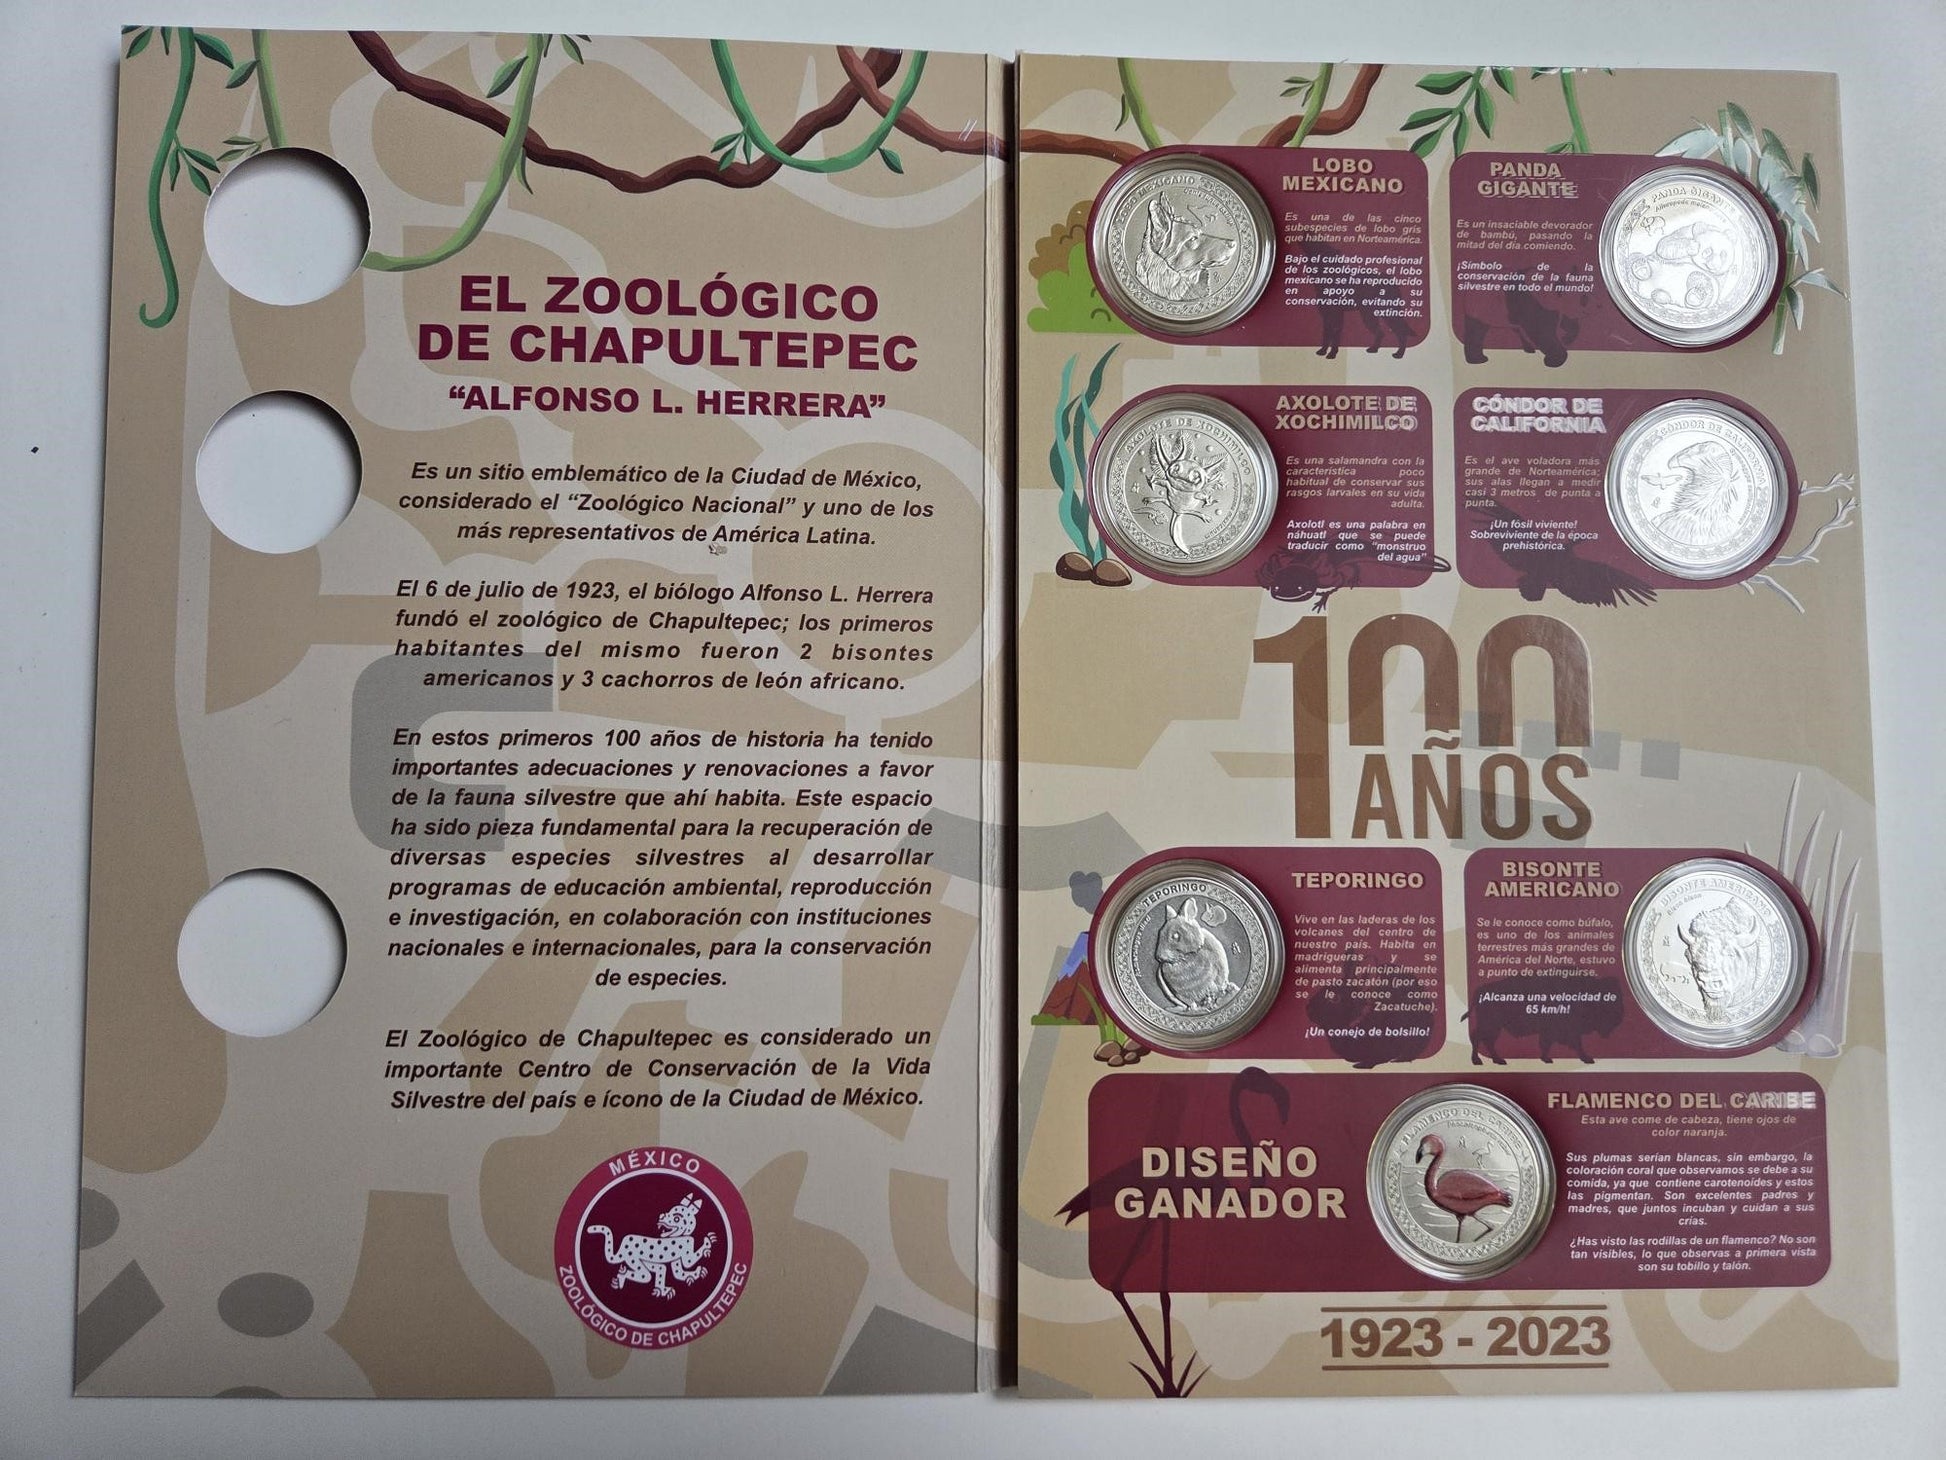 EL ZOOLÓGICO
DE CHAPULTEPEC
“ALFONSO L. HERRERA”
Es un sitio emblemático de la Ciudad de México,
considerado el “Zoológico Nacional” y uno de los
más representativos de América Latina.
El 6 de julio de 1923, el biólogo Alfonso L. Herrera
fundó el zoológico de Chapultepec; los primeros
habitantes del mismo fueron 2 bisontes
americanos y 3 cachorros de león africano.
En estos primeros 100 años de historia ha tenido
importantes adecuaciones y renovaciones a favor
de la fauna silvestre que ahí habita. Este espacio
ha sido pieza fundamental para la recuperación de
diversas especies silvestres al desarrollar
programas de educación ambiental, reproducción
e investigación, en colaboración con instituciones
nacionales e internacionales, para la conservación
de especies.
El Zoológico de Chapultepec es considerado un
importante Centro de Conservación de la Vida
Silvestre del país e ícono de la Ciudad de México.
MÉXICO
ZOOLÓGICO DE CHAPULTEPEC
LOBO MEXICANO
LOBO
MEXICANO
Es una de las cinco
subespecies de lobo gris
que habitan en Norteamérica.
Bajo el cuidado profesional
de los zoológicos, el lobo
mexicano se ha reproducido
en apoyo a su
conservación, evitando su
extinción.
PANDA
GIGANTE
Es un insaciable devorador
de bambú, pasando la
mitad del día comiendo.
¡Símbolo de la
conservación de la fauna
silvestre en todo el mundo!
PANDA GIGANTE
AXOLOTE DE XOCHIMILCO
AXOLOTE DE
XOCHIMILCO
Es una salamandra con la
característica poco
habitual de conservar sus
rasgos larvales en su vida
adulta.
Axolotl es una palabra en
náhuatl que se puede
traducir como “monstruo
del agua”
CÓNDOR DE
CALIFORNIA
Es el ave voladora más
grande de Norteamérica;
sus alas llegan a medir
casi 3 metros de punta a
punta.
¡Un fósil viviente!
Sobreviviente de la época
prehistórica.
CÓNDOR DE CALIFORNIA
100
AÑOS
TEPORINGO
TEPORINGO
Vive en las laderas de los
volcanes del centro de
nuestro país. Habita en
madrigueras y se
alimenta principalmente
de pasto zacatón (por eso
se le conoce como
Zacatuche).
¡Un conejo de bolsillo!
BISONTE
AMERICANO
Se le conoce como búfalo,
es uno de los animales
terrestres más grandes de
América del Norte, estuvo
a punto de extinguirse.
¡Alcanza una velocidad de
65 km/h!
BISONTE AMERICANO
Bison bison
DISEÑO
GANADOR
FLAMENCO DEL CARIBE
FLAMENCO DEL CARIBE
Esta ave come de cabeza, tiene ojos de
color naranja.
Sus plumas serían blancas, sin embargo, la
coloración coral que observamos se debe a su
comida, ya que contiene carotenoides y estos
las pigmentan. Son excelentes padres y
madres, que juntos incuban y cuidan a sus
crías.
¿Has visto las rodillas de un flamenco? No son
tan visibles, lo que observas a primera vista
son su tobillo y talón.
1923 - 2023